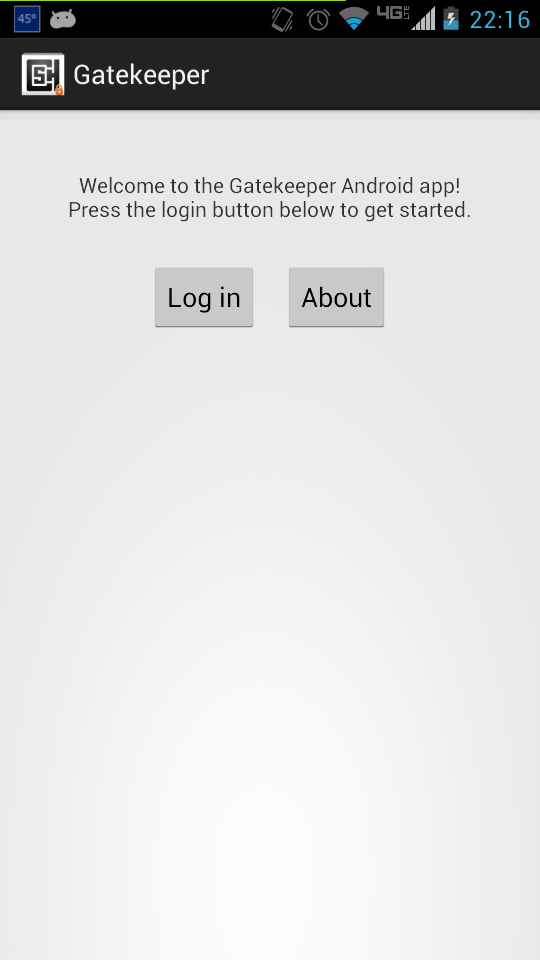 45°
4G LTE
22:16
Gatekeeper
Welcome to the Gatekeeper Android app!
Press the login button below to get started.
Log in
About